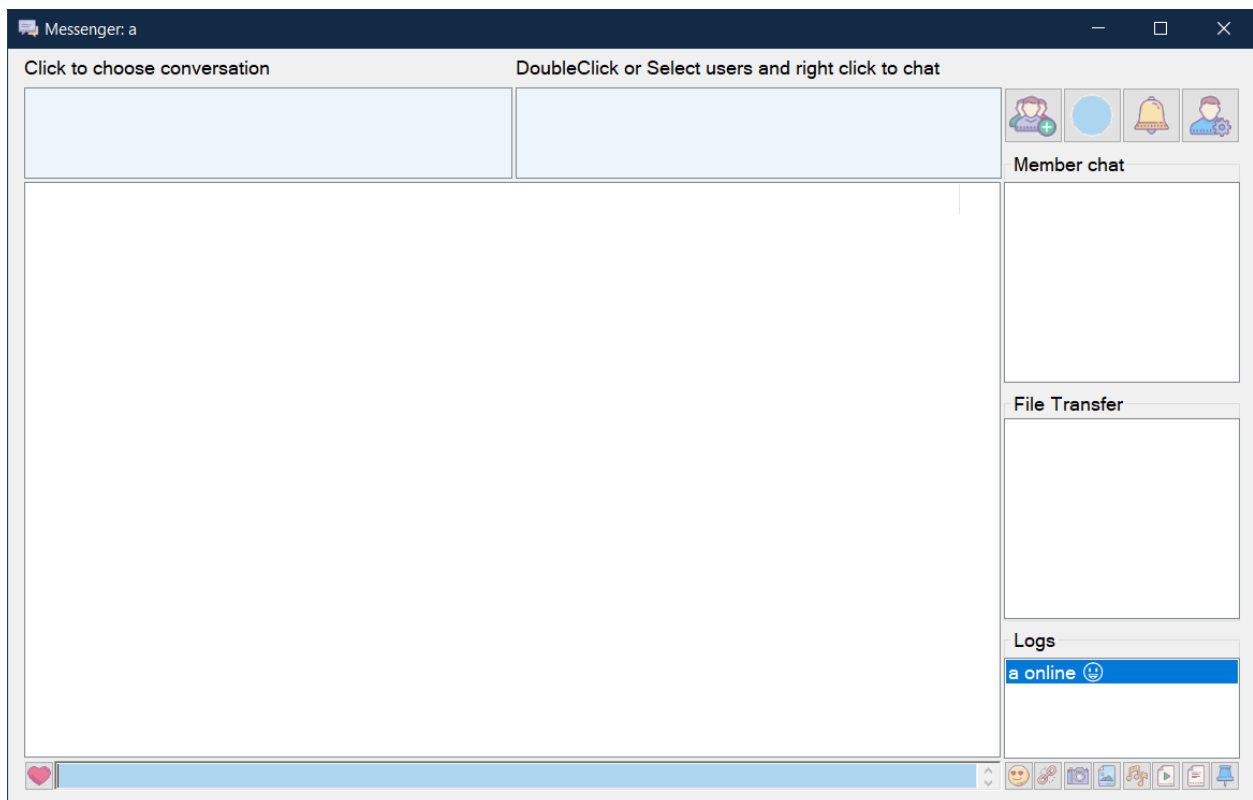 Messenger: a
Click to choose conversation
DoubleClick or Select users and right click to chat
Member chat
File Transfer
Logs
a online 😀